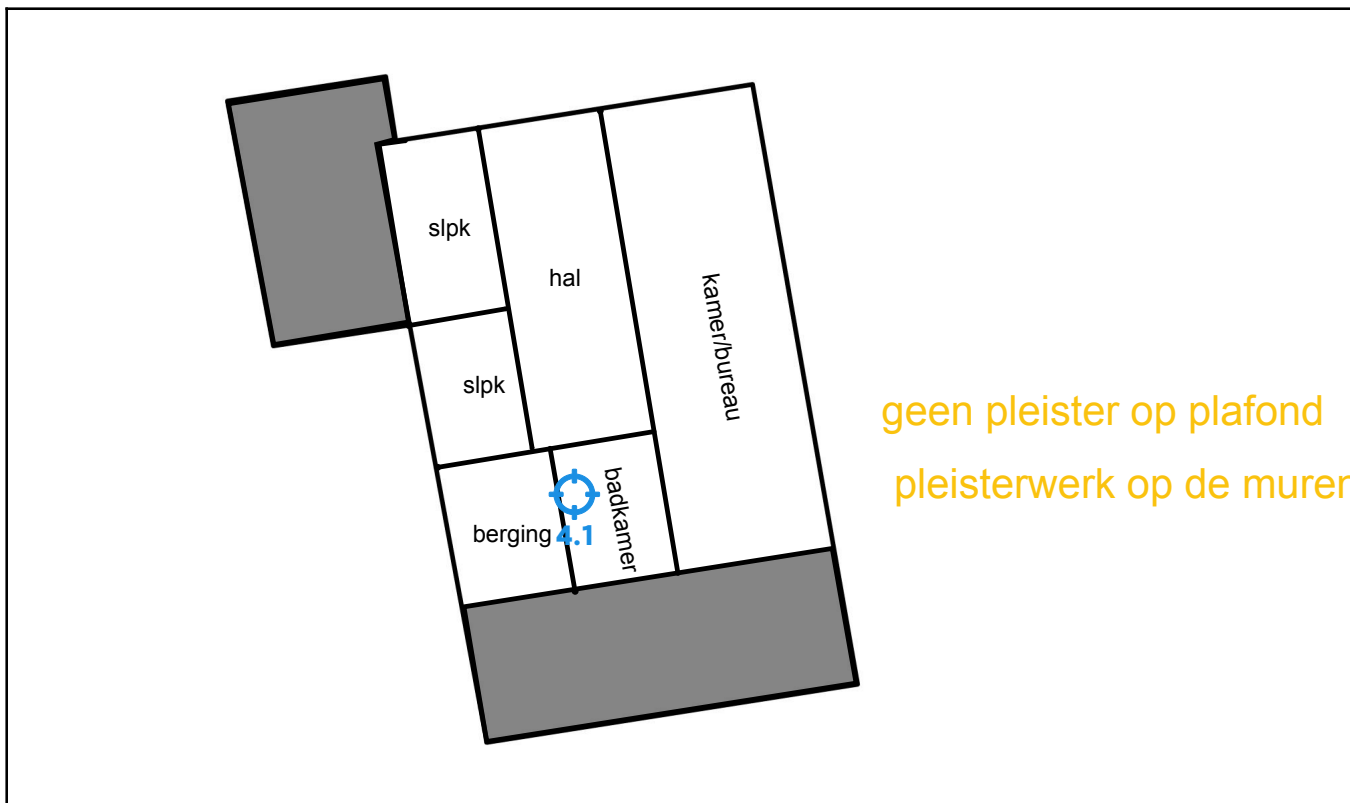 slpk
hal
kamer/bureau
slpk
geen pleister op plafond
pleisterwerk op de muren
berging
4.1
badkamer